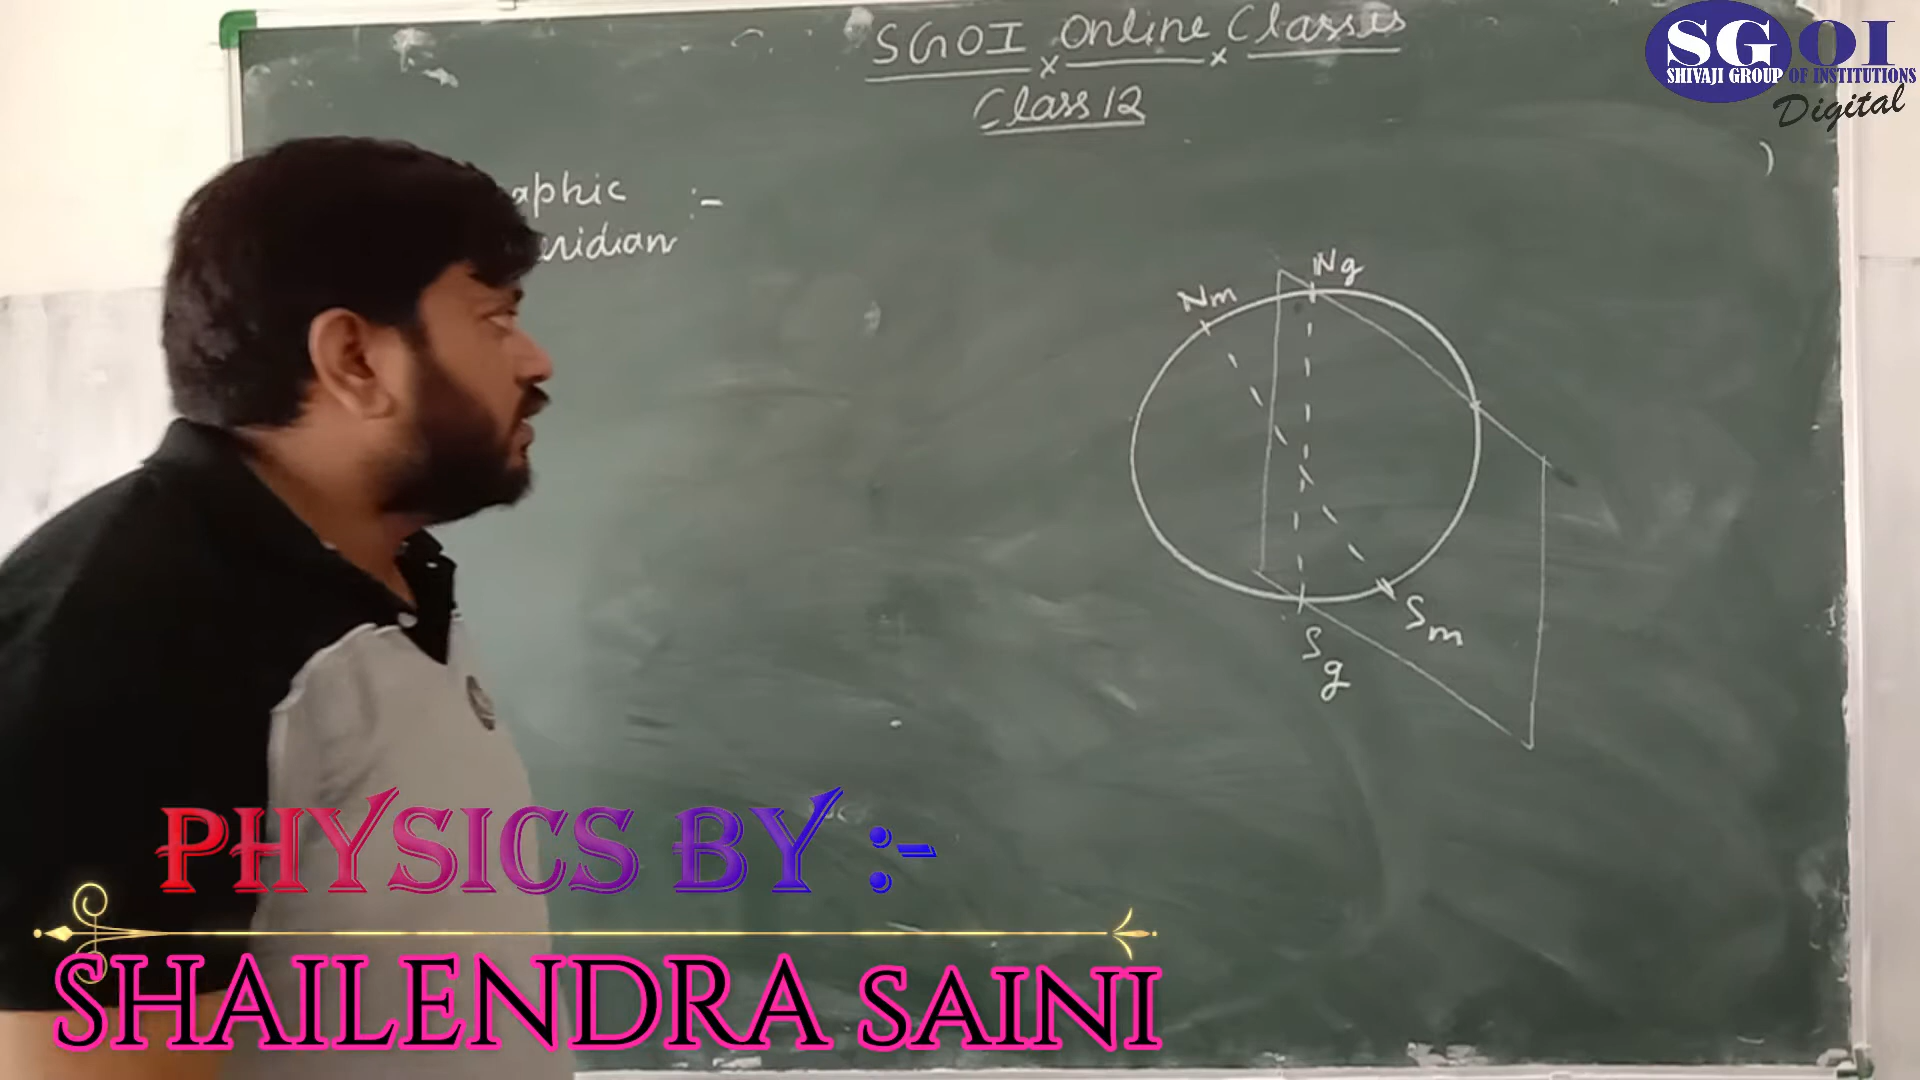 SGOI Online Classes
Class 12
SGOI
SHIVAJI GROUP OF INSTITUTIONS
Digital
aphic :-
eridian
Ng
Nm
Sm
Sg
PHYSICS BY :-
SHAILENDRA SAINI